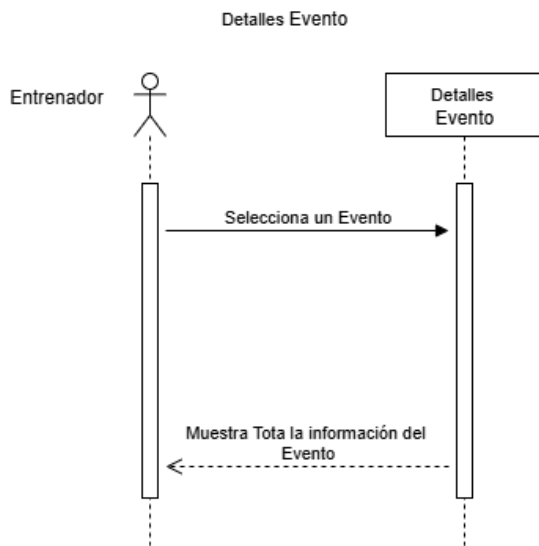 Detalles Evento
Entrenador
Detalles
Evento
Selecciona un Evento
Muestra Tota la información del
Evento